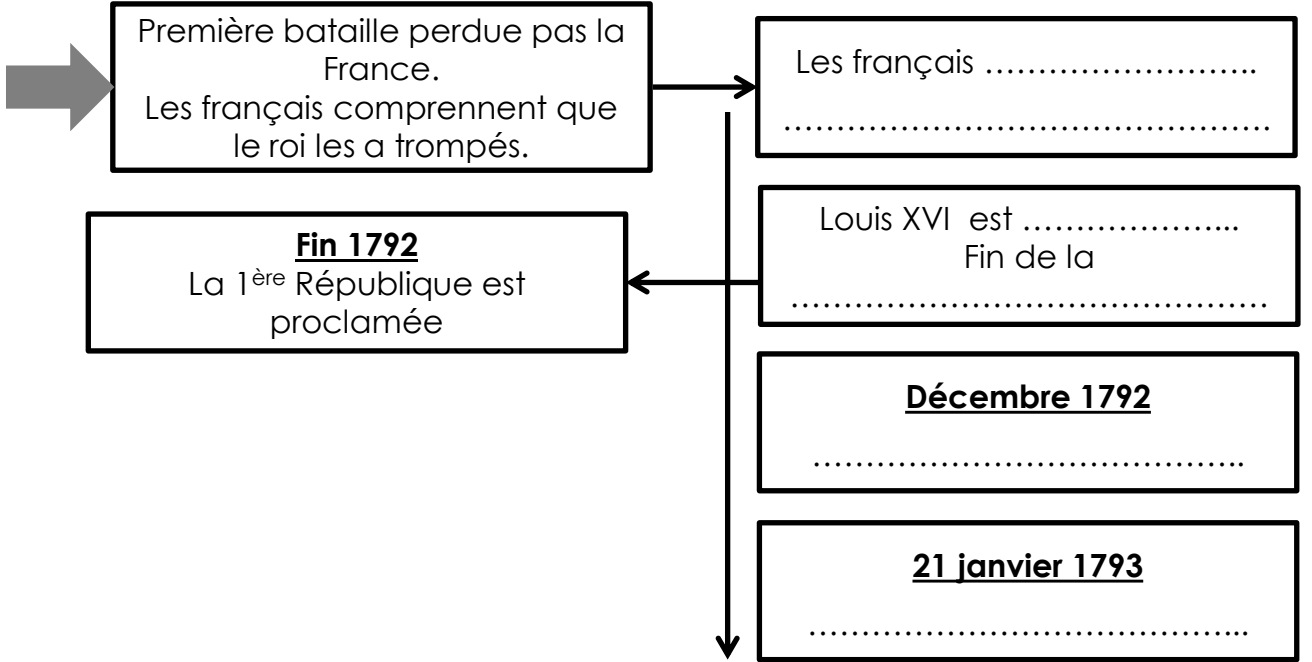 Première bataille perdue pas la
France.
Les français comprennent que
le roi les a trompés.
Les français ……………………..
……………………………………….
Louis XVI  est …………………...
Fin de la
………………………………………
Fin 1792
La 1ère République est
proclamée
Décembre 1792
…………………………………..
21 janvier 1793
…………………………………...